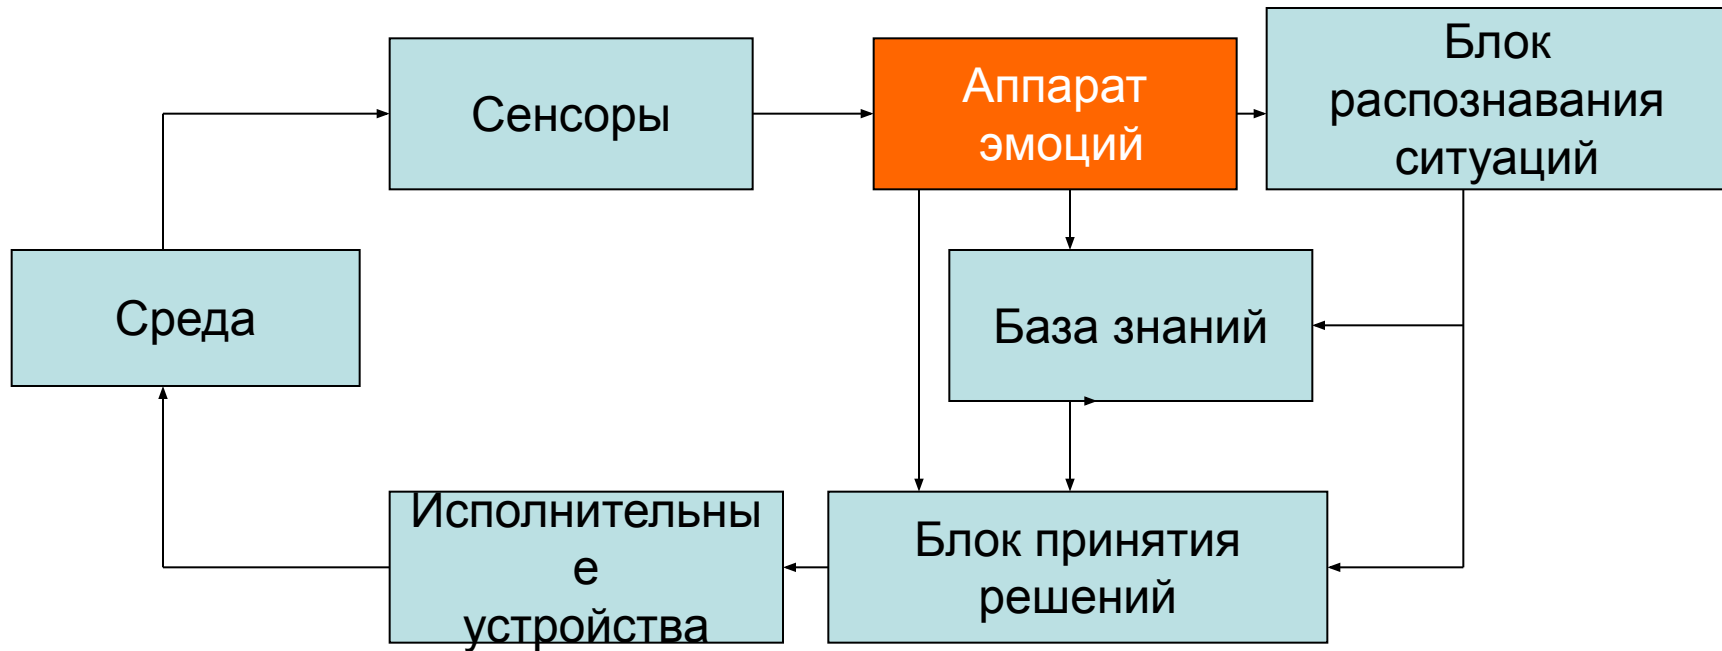 Сенсоры
Аппарат
эмоций
Блок
распознавания
ситуаций
Среда
База знаний
Исполнительны
е
устройства
Блок принятия
решений